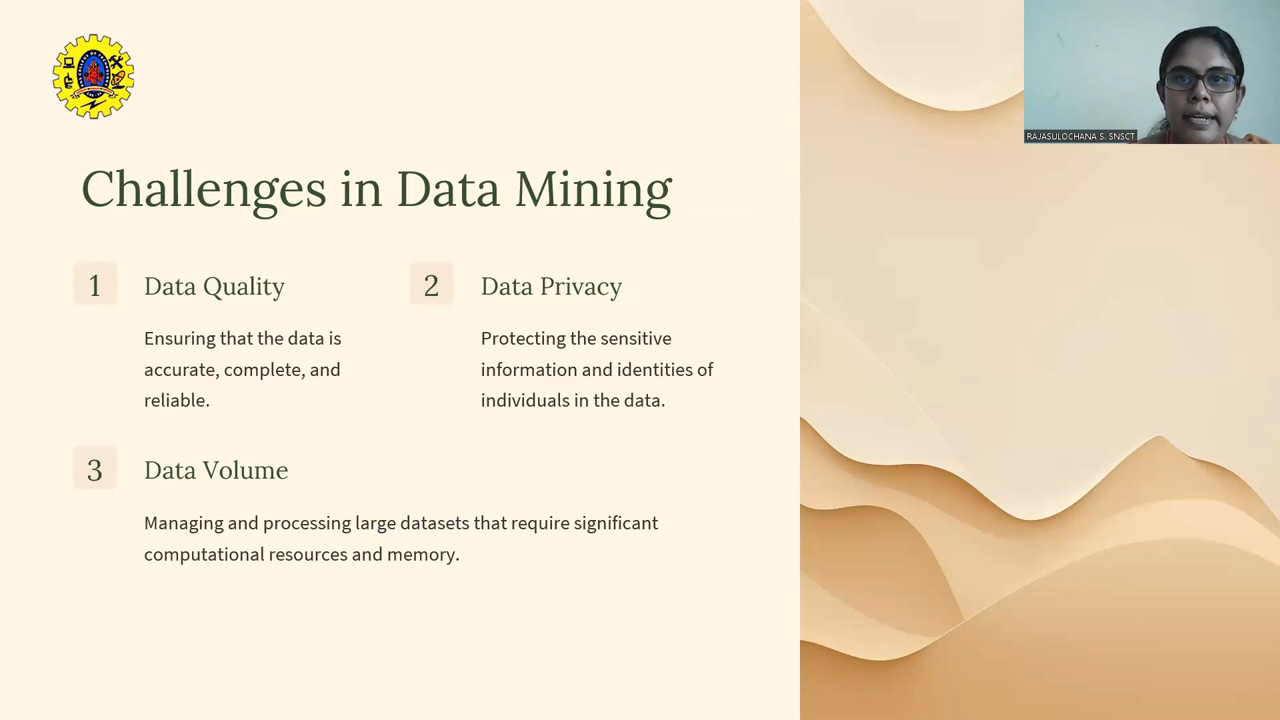 RAJASULOCHANA S. SNSCT
Challenges in Data Mining
1
Data Quality
Ensuring that the data is
accurate, complete, and
reliable.
2
Data Privacy
Protecting the sensitive
information and identities of
individuals in the data.
3
Data Volume
Managing and processing large datasets that require significant
computational resources and memory.